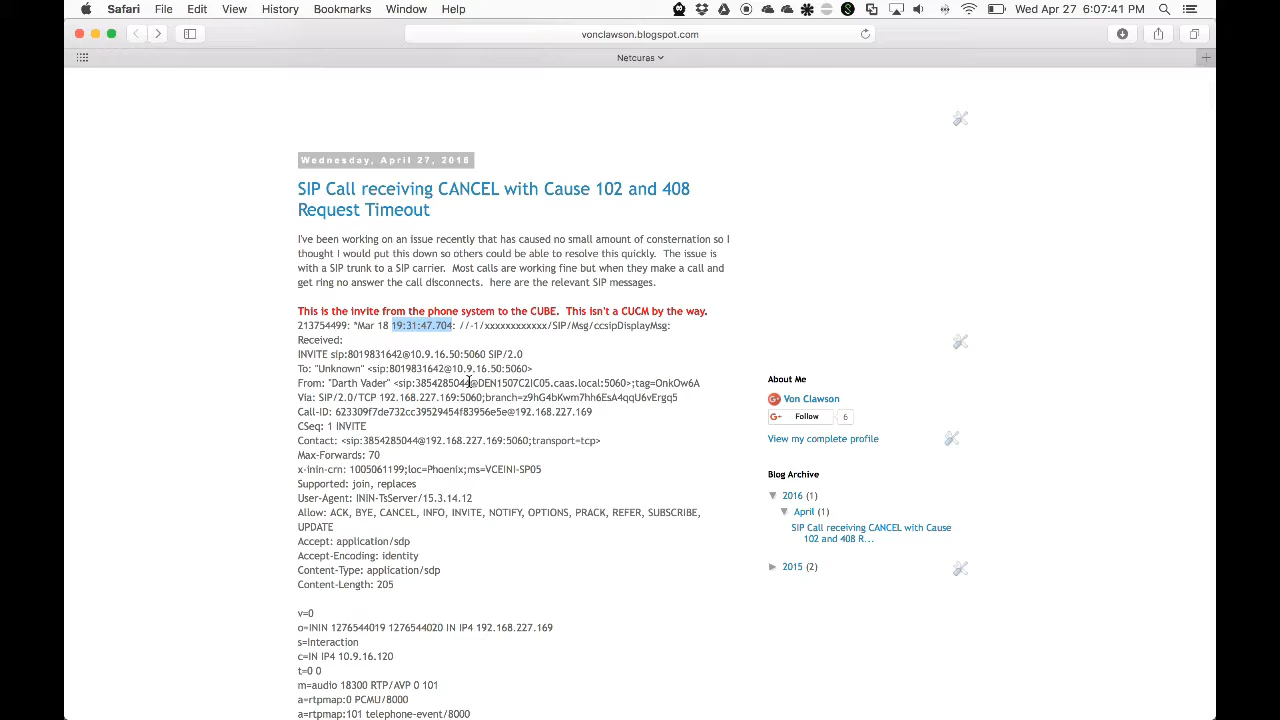 Safari File Edit View History Bookmarks Window Help
Wed Apr 27 6:07:41 PM
vonclawson.blogspot.com
Netcuras
Wednesday, April 27, 2016
SIP Call receiving CANCEL with Cause 102 and 408
Request Timeout
I've been working on an issue recently that has caused no small amount of consternation so I
thought I would put this down so others could be able to resolve this quickly.  The issue is
with a SIP trunk to a SIP carrier.  Most calls are working fine but when they make a call and
get ring no answer the call disconnects.  here are the relevant SIP messages.
This is the invite from the phone system to the CUBE.  This isn't a CUCM by the way.
213754499: *Mar 18 19:31:47.704: //-1/xxxxxxxxxxxx/SIP/Msg/ccsipDisplayMsg:
Received:
INVITE sip:8019831642@10.9.16.50:5060 SIP/2.0
To: "Unknown" <sip:8019831642@10.9.16.50:5060>
From: "Darth Vader" <sip:3854285044@DEN1507C2IC05.caas.local:5060>;tag=OnkOw6A
Via: SIP/2.0/TCP 192.168.227.169:5060;branch=z9hG4bKwm7hh6EsA4qqU6vErgq5
Call-ID: 623309f7de732cc39529454f83956e5e@192.168.227.169
CSeq: 1 INVITE
Contact: <sip:3854285044@192.168.227.169:5060;transport=tcp>
Max-Forwards: 70
x-inin-crn: 1005061199;loc=Phoenix;ms=VCEINI-SP05
Supported: join, replaces
User-Agent: ININ-TsServer/15.3.14.12
Allow: ACK, BYE, CANCEL, INFO, INVITE, NOTIFY, OPTIONS, PRACK, REFER, SUBSCRIBE,
UPDATE
Accept: application/sdp
Accept-Encoding: identity
Content-Type: application/sdp
Content-Length: 205
v=0
o=ININ 1276544019 1276544020 IN IP4 192.168.227.169
s=Interaction
c=IN IP4 10.9.16.120
t=0 0
m=audio 18300 RTP/AVP 0 101
a=rtpmap:0 PCMU/8000
a=rtpmap:101 telephone-event/8000
About Me
Von Clawson
G+ Follow 6
View my complete profile
Blog Archive
▼ 2016 (1)
▼ April (1)
SIP Call receiving CANCEL with Cause
102 and 408 R...
► 2015 (2)